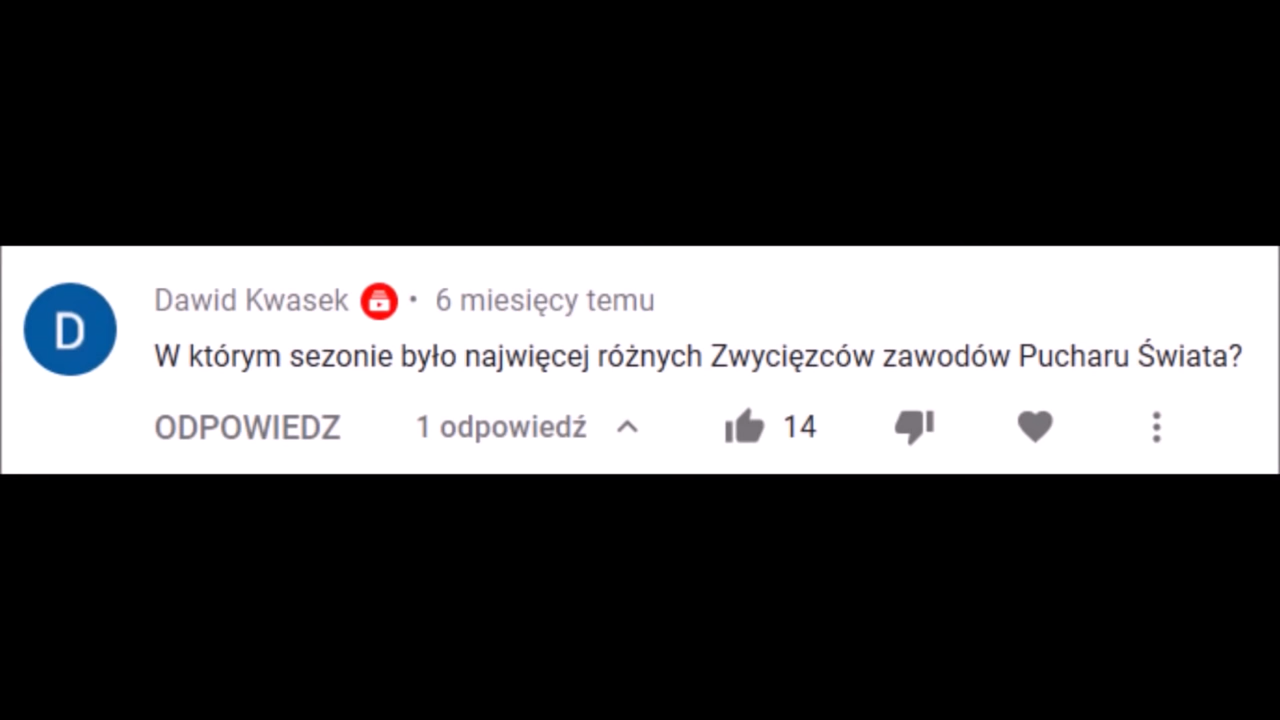 D
Dawid Kwasek • 6 miesięcy temu
W którym sezonie było najwięcej różnych Zwycięzców zawodów Pucharu Świata?
ODPOWIEDZ 1 odpowiedź 14